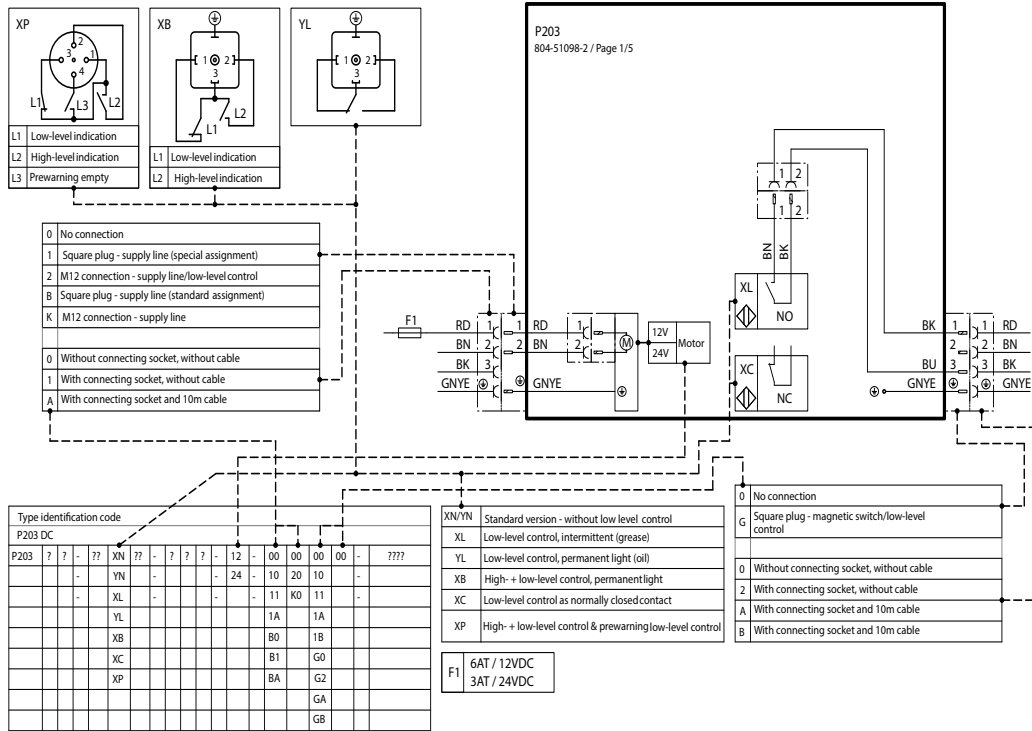 XP
2
3
1
4
L1
L3
L2
L1 Low-level indication
L2 High-level indication
L3 Prewarning empty
XB
1
2
3
L1
L2
L1 Low-level indication
L2 High-level indication
YL
1
2
3
P203
804-51098-2 / Page 1/5
1 2
1 2
BN
BK
XL
NO
XC
NC
0 No connection
1 Square plug - supply line (special assignment)
2 M12 connection - supply line/low-level control
B Square plug - supply line (standard assignment)
K M12 connection - supply line
0 Without connecting socket, without cable
1 With connecting socket, without cable
A With connecting socket and 10m cable
F1
RD 1 1 RD 1
BN 2 2 BN 2
BK 3
GNYE GNYE
M
12V
24V
Motor
BK 1 1 RD
2 2 BN
BU 3 3 BK
GNYE GNYE
Type identification code
P203 DC
P203 ? ? - ?? XN ?? - ? ? ? - 12 - 00 00 00 00 - ????
- YN - - 24 - 10 20 10 -
- XL - - - 11 K0 11 -
YL 1A 1A
XB B0 1B
XC B1 G0
XP BA G2
GA
GB
XN/YN Standard version - without low level control
XL Low-level control, intermittent (grease)
YL Low-level control, permanent light (oil)
XB High- + low-level control, permanent light
XC Low-level control as normally closed contact
XP High- + low-level control & prewarning low-level control
F1 6AT / 12VDC
3AT / 24VDC
0 No connection
G Square plug - magnetic switch/low-level
control
0 Without connecting socket, without cable
2 With connecting socket, without cable
A With connecting socket and 10m cable
B With connecting socket and 10m cable